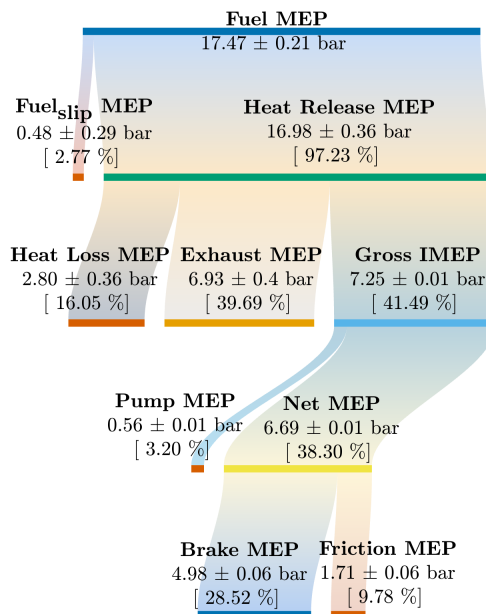 Fuel MEP
17.47 ± 0.21 bar
Fuelslip MEP
0.48 ± 0.29 bar
[ 2.77 %]
Heat Release MEP
16.98 ± 0.36 bar
[ 97.23 %]
Heat Loss MEP
2.80 ± 0.36 bar
[ 16.05 %]
Exhaust MEP
6.93 ± 0.4 bar
[ 39.69 %]
Gross IMEP
7.25 ± 0.01 bar
[ 41.49 %]
Pump MEP
0.56 ± 0.01 bar
[ 3.20 %]
Net MEP
6.69 ± 0.01 bar
[ 38.30 %]
Brake MEP
4.98 ± 0.06 bar
[ 28.52 %]
Friction MEP
1.71 ± 0.06 bar
[ 9.78 %]